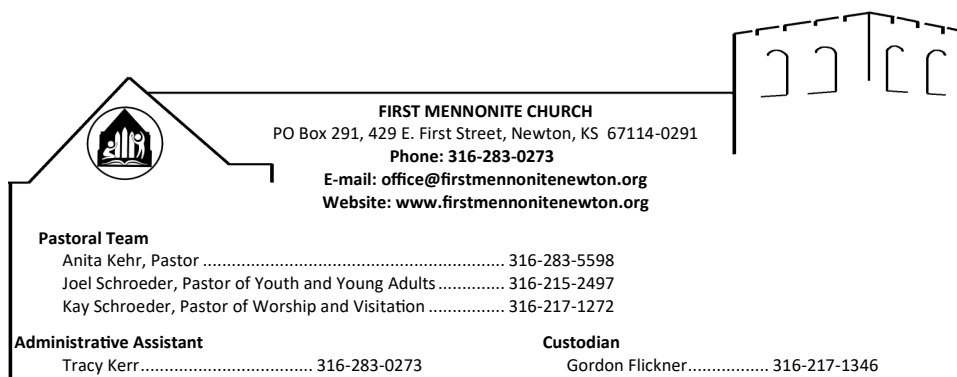 FIRST MENNONITE CHURCH
PO Box 291, 429 E. First Street, Newton, KS  67114-0291
Phone: 316-283-0273
E-mail: office@firstmennonitenewton.org
Website: www.firstmennonitenewton.org
Pastoral Team
Anita Kehr, Pastor ................................................................ 316-283-5598
Joel Schroeder, Pastor of Youth and Young Adults .............. 316-215-2497
Kay Schroeder, Pastor of Worship and Visitation ................ 316-217-1272
Administrative Assistant
Tracy Kerr .................................... 316-283-0273
Custodian
Gordon Flickner ................. 316-217-1346